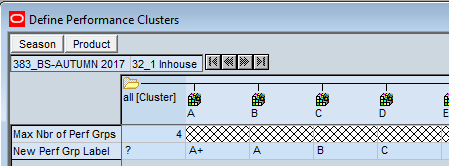 Define Performance Clusters
Season Product
383_BS-AUTUMN 2017 32_1 Inhouse
all [Cluster] A B C D E
Max Nbr of Perf Grps 4
New Perf Grp Label ? A+ A B C